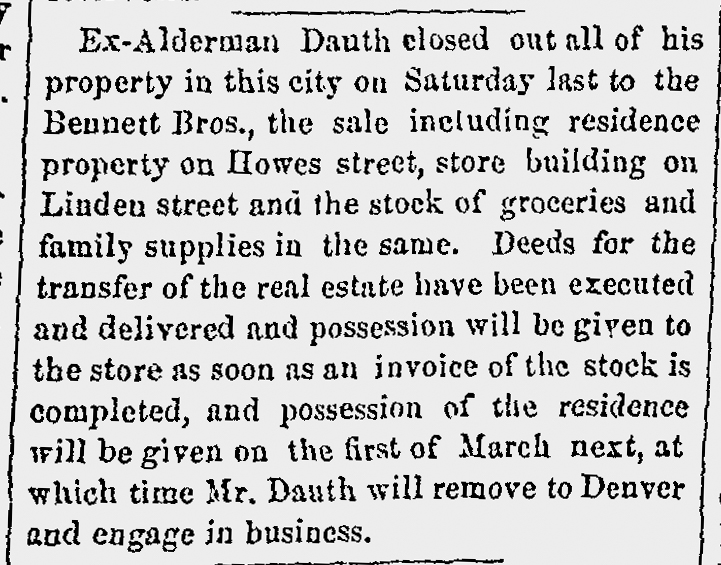 Ex-Alderman Dauth closed out all of his
property in this city on Saturday last to the
Bennett Bros., the sale including residence
property on Howes street, store building on
Linden street and the stock of groceries and
family supplies in the same. Deeds for the
transfer of the real estate have been executed
and delivered and possession will be given to
the store as soon as an invoice of the stock is
completed, and possession of the residence
will be given on the first of March next, at
which time Mr. Dauth will remove to Denver
and engage in business.